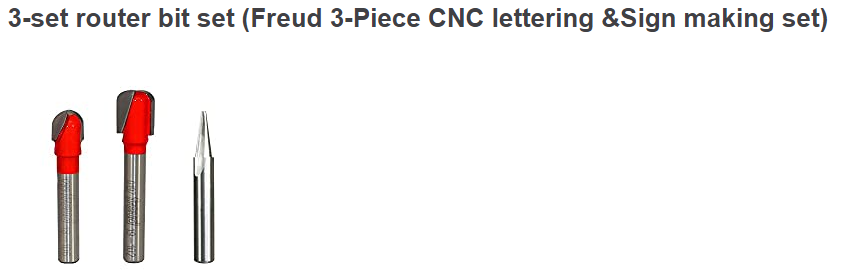 3-set router bit set (Freud 3-Piece CNC lettering &Sign making set)